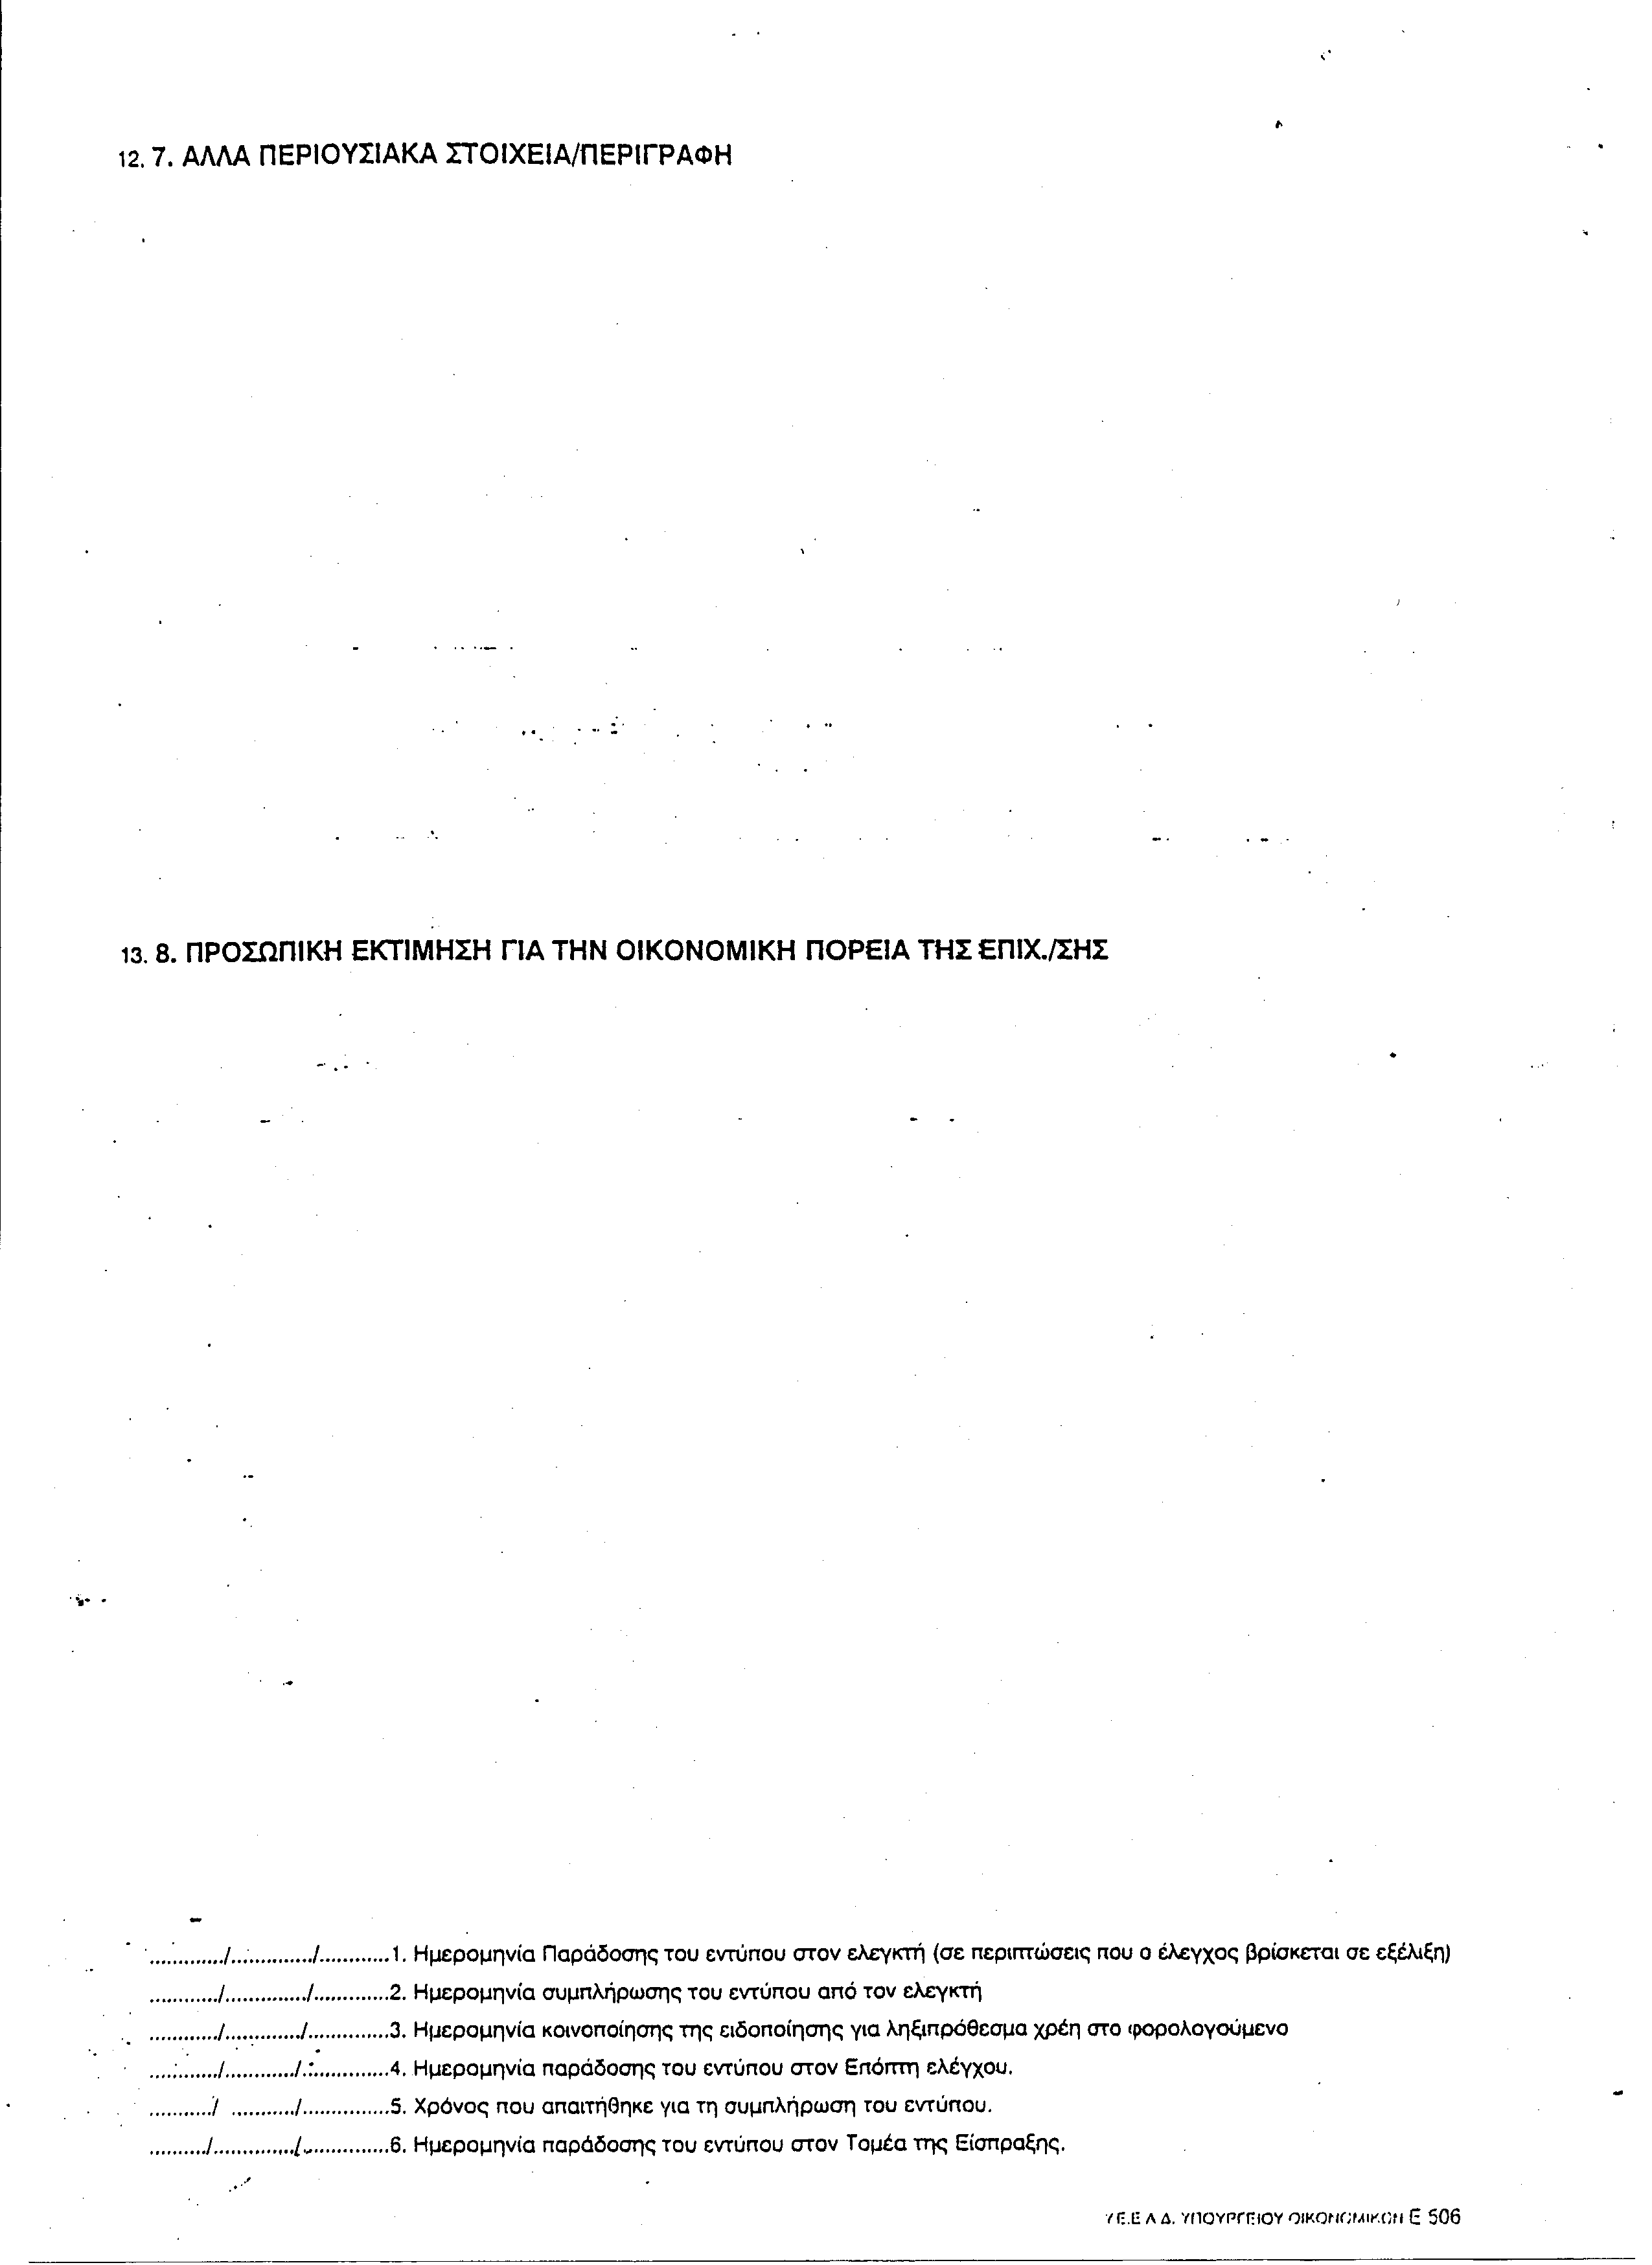 12. 7. ΑΛΛΑ ΠΕΡΙΟΥΣΙΑΚΑ ΣΤΟΙΧΕΙΑ/ΠΕΡΙΓΡΑΦΗ
13. 8. ΠΡΟΣΩΠΙΚΗ ΕΚΤΙΜΗΣΗ ΓΙΑ ΤΗΝ ΟΙΚΟΝΟΜΙΚΗ ΠΟΡΕΙΑ ΤΗΣ ΕΠΙΧ./ΣΗΣ
............./............../............1. Ημερομηνία Παράδοσης του εντύπου στον ελεγκτή (σε περιπτώσεις που ο έλεγχος βρίσκεται σε εξέλιξη)
............/............../.............2. Ημερομηνία συμπλήρωσης του εντύπου από τον ελεγκτή
............/............./..............3. Ημερομηνία κοινοποίησης της ειδοποίησης για ληξιπρόθεσμα χρέη στο φορολογούμενο
............/............/...............4. Ημερομηνία παράδοσης του εντύπου στον Επόπτη ελέγχου.
.........../ .........../...............5. Χρόνος που απαιτήθηκε για τη συμπλήρωση του εντύπου.
........../............../..............6. Ημερομηνία παράδοσης του εντύπου στον Τομέα της Είσπραξης.
Υ.Ε.Ε Λ Δ. ΥΠΟΥΡΓΕΙΟΥ ΟΙΚΟΝΟΜΙΚΩΝ Ε 506